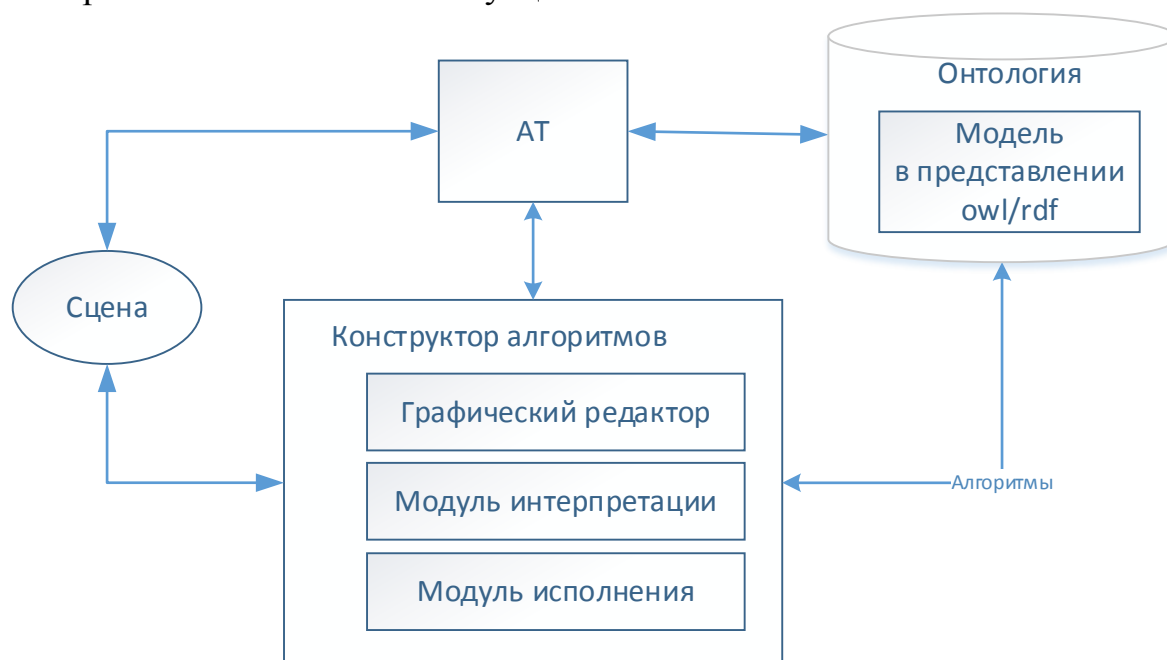 АТ
Онтология
Модель
в представлении
owl/rdf
Сцена
Конструктор алгоритмов
Графический редактор
Модуль интерпретации
Модуль исполнения
Алгоритмы